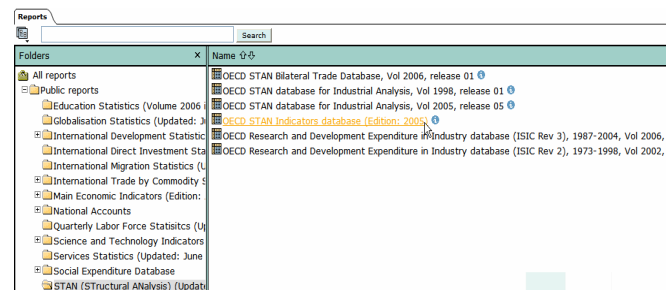 Reports
Search
Folders x
All reports
Public reports
Education Statistics (Volume 2006
Globalisation Statistics (Updated:
International Development Statistic
International Direct Investment Sta
International Migration Statistics (U
International Trade by Commodity S
Main Economic Indicators (Edition:
National Accounts
Quarterly Labor Force Statisitcs (Up
Science and Technology Indicators
Services Statistics (Updated: June
Social Expenditure Database
STAN (STructural ANalysis) (Update
Name
OECD STAN Bilateral Trade Database, Vol 2006, release 01
OECD STAN database for Industrial Analysis, Vol 1998, release 01
OECD STAN database for Industrial Analysis, Vol 2005, release 05
OECD STAN Indicators database (Edition: 2005)
OECD Research and Development Expenditure in Industry database (ISIC Rev 3), 1987-2004, Vol 2006,
OECD Research and Development Expenditure in Industry database (ISIC Rev 2), 1973-1998, Vol 2002,